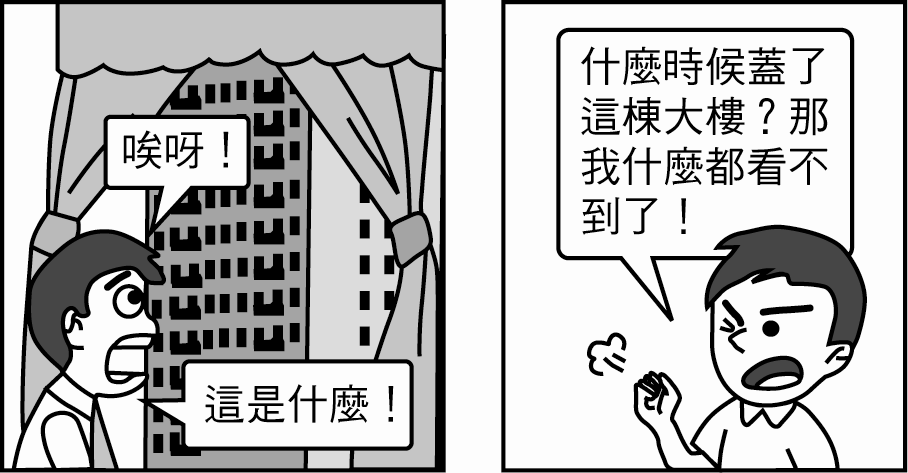 唉呀！
這是什麼！
什麼時候蓋了
這棟大樓？那
我什麼都看不
到了！